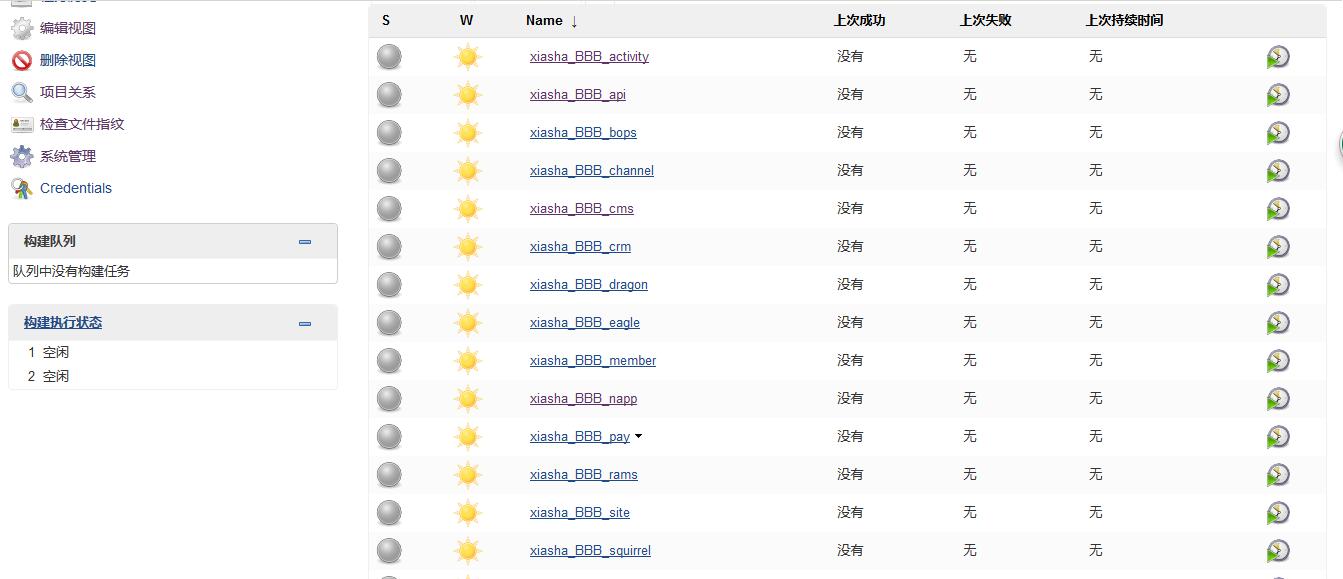 编辑视图
删除视图
项目关系
检查文件指纹
系统管理
Credentials
构建队列
队列中没有构建任务
构建执行状态
1 空闲
2 空闲
S W Name ↓ 上次成功 上次失败 上次持续时间
xiasha_BBB_activity 没有 无 无
xiasha_BBB_api 没有 无 无
xiasha_BBB_bops 没有 无 无
xiasha_BBB_channel 没有 无 无
xiasha_BBB_cms 没有 无 无
xiasha_BBB_crm 没有 无 无
xiasha_BBB_dragon 没有 无 无
xiasha_BBB_eagle 没有 无 无
xiasha_BBB_member 没有 无 无
xiasha_BBB_napp 没有 无 无
xiasha_BBB_pay 没有 无 无
xiasha_BBB_rams 没有 无 无
xiasha_BBB_site 没有 无 无
xiasha_BBB_squirrel 没有 无 无